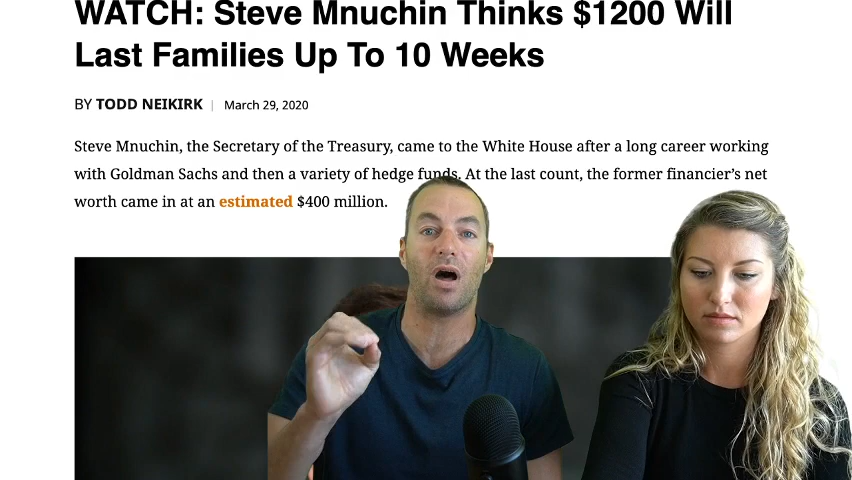 WATCH: Steve Mnuchin Thinks $1200 Will
Last Families Up To 10 Weeks
BY TODD NEIKIRK | March 29, 2020
Steve Mnuchin, the Secretary of the Treasury, came to the White House after a long career working
with Goldman Sachs and then a variety of hedge funds. At the last count, the former financier’s net
worth came in at an estimated $400 million.